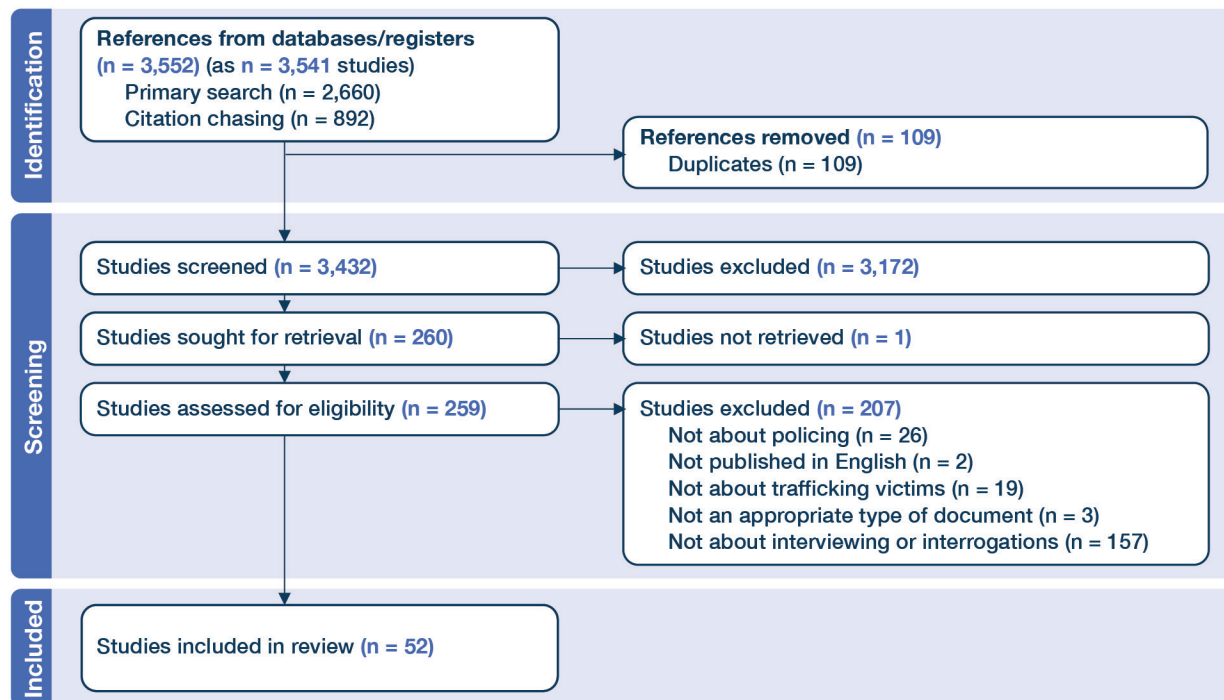 Identification
References from databases/registers
(n = 3,552) (as n = 3,541 studies)
Primary search (n = 2,660)
Citation chasing (n = 892)
References removed (n = 109)
Duplicates (n = 109)
Screening
Studies screened (n = 3,432)
Studies excluded (n = 3,172)
Studies sought for retrieval (n = 260)
Studies not retrieved (n = 1)
Studies assessed for eligibility (n = 259)
Studies excluded (n = 207)
Not about policing (n = 26)
Not published in English (n = 2)
Not about trafficking victims (n = 19)
Not an appropriate type of document (n = 3)
Not about interviewing or interrogations (n = 157)
Included
Studies included in review (n = 52)